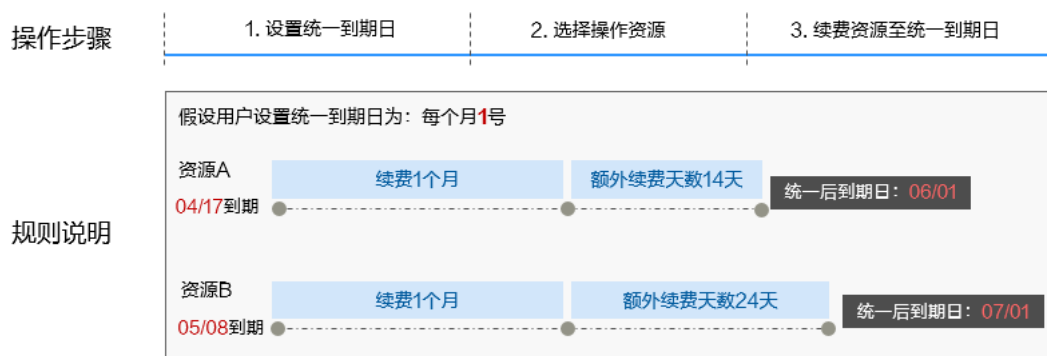 操作步骤
1. 设置统一到期日
2. 选择操作资源
3. 续费资源至统一到期日
规则说明
假设用户设置统一到期日为：每个月1号
资源A
04/17到期
续费1个月
额外续费天数14天
统一后到期日：06/01
资源B
05/08到期
续费1个月
额外续费天数24天
统一后到期日：07/01